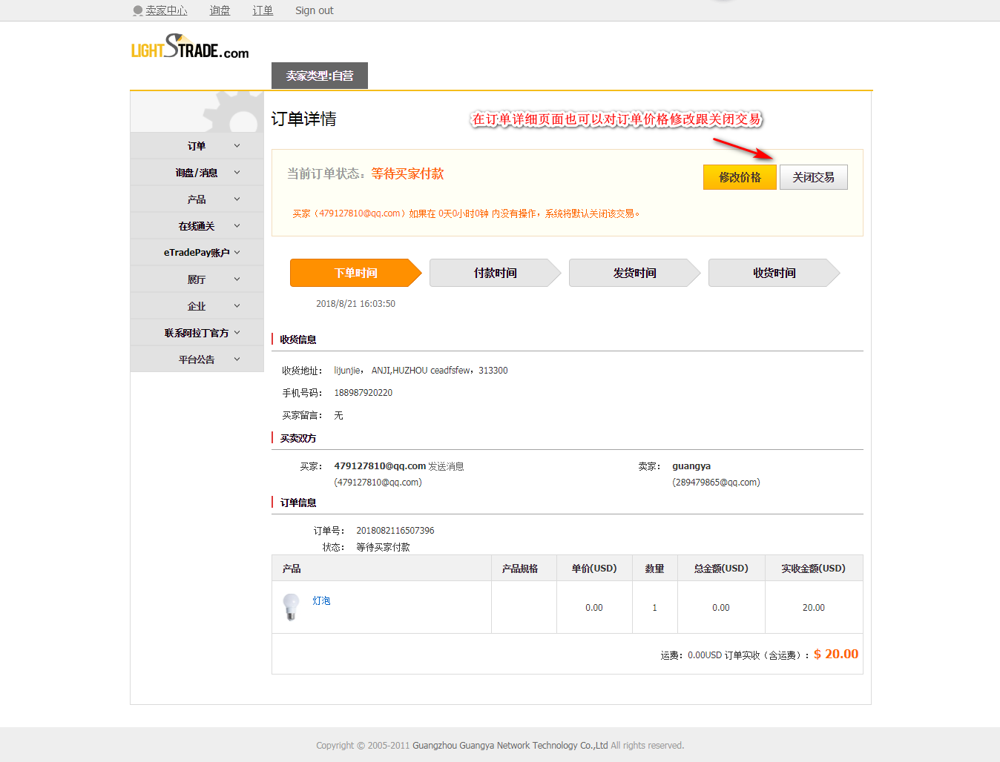 卖家中心 询盘 订单 Sign out
LIGHTSTRADE.com
卖家类型:自营
订单
询盘/消息
产品
在线通关
eTradePay账户
展厅
企业
联系阿拉丁官方
平台公告
订单详情
在订单详细页面也可以对订单价格修改跟关闭交易
当前订单状态：等待买家付款
修改价格 关闭交易
买家（479127810@qq.com）如果在 0天0小时0钟 内没有操作，系统将默认关闭该交易。
下单时间 付款时间 发货时间 收货时间
2018/8/21 16:03:50
收货信息
收货地址： lijunjie， ANJI,HUZHOU ceadfsfew，313300
手机号码： 188987920220
买家留言： 无
买卖双方
买家： 479127810@qq.com 发送消息 卖家： guangya
(479127810@qq.com) (289479865@qq.com)
订单信息
订单号： 2018082116507396
状态： 等待买家付款
产品 产品规格 单价(USD) 数量 总金额(USD) 实收金额(USD)
灯泡 0.00 1 0.00 20.00
运费：0.00USD 订单实收（含运费）：$ 20.00
Copyright © 2005-2011 Guangzhou Guangya Network Technology Co.,Ltd All rights reserved.